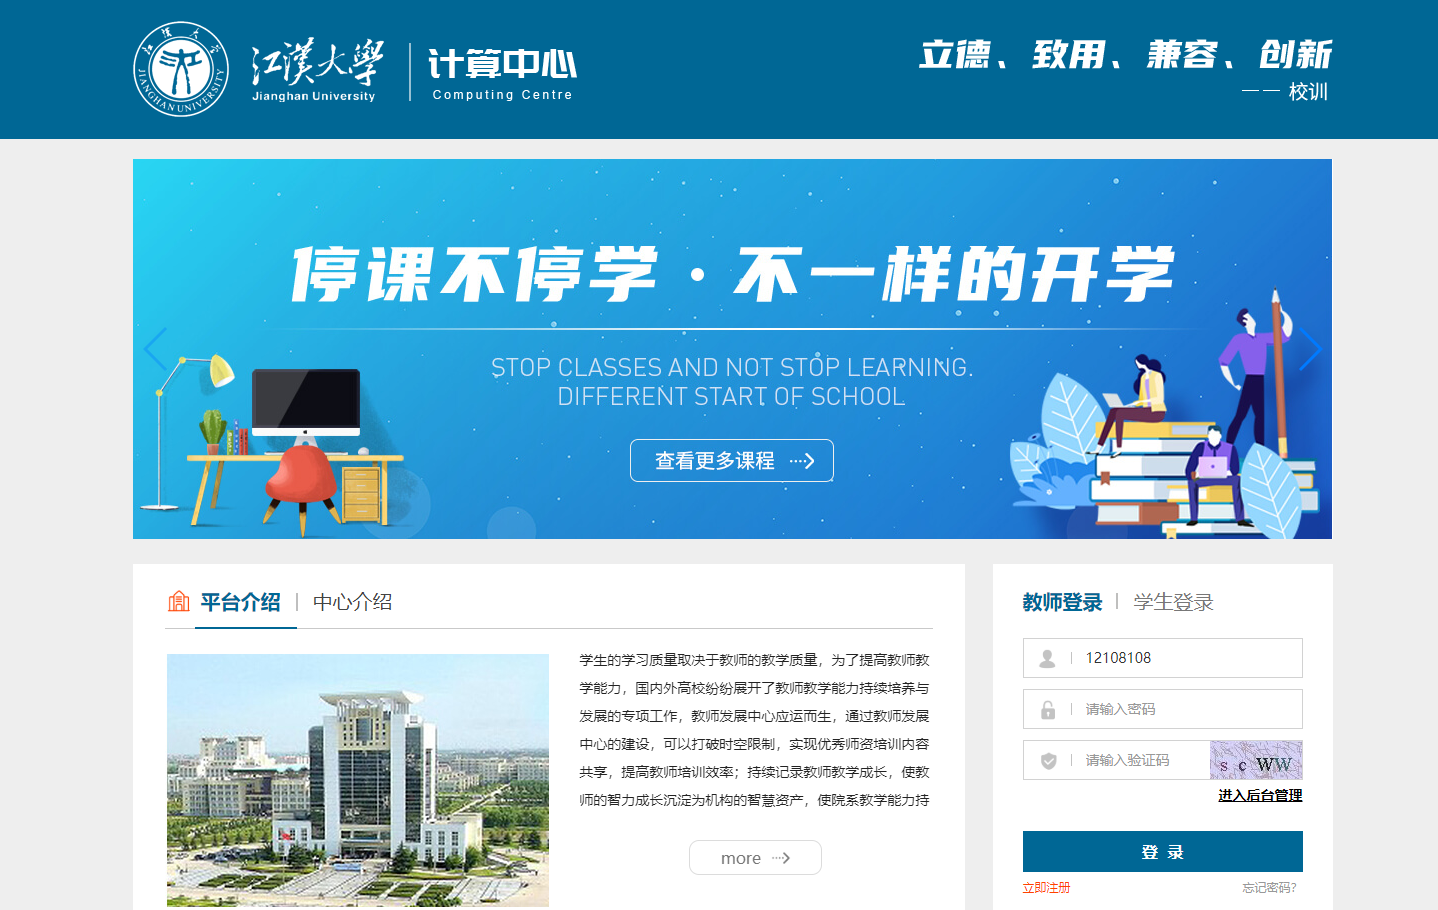 江漢大學
JIANGHAN UNIVERSITY
江漢大學
Jianghan University
计算中心
Computing Centre
立德、致用、兼容、创新
—— 校训
停课不停学·不一样的开学
STOP CLASSES AND NOT STOP LEARNING.
DIFFERENT START OF SCHOOL
查看更多课程
平台介绍
中心介绍
学生的学习质量取决于教师的教学质量，为了提高教师教
学能力，国内外高校纷纷展开了教师教学能力持续培养与
发展的专项工作，教师发展中心应运而生，通过教师发展
中心的建设，可以打破时空限制，实现优秀师资培训内容
共享，提高教师培训效率；持续记录教师教学成长，使教
师的智力成长沉淀为机构的智慧资产，使院系教学能力持
more
教师登录
学生登录
12108108
请输入密码
请输入验证码
s c W W
进入后台管理
登 录
立即注册
忘记密码?